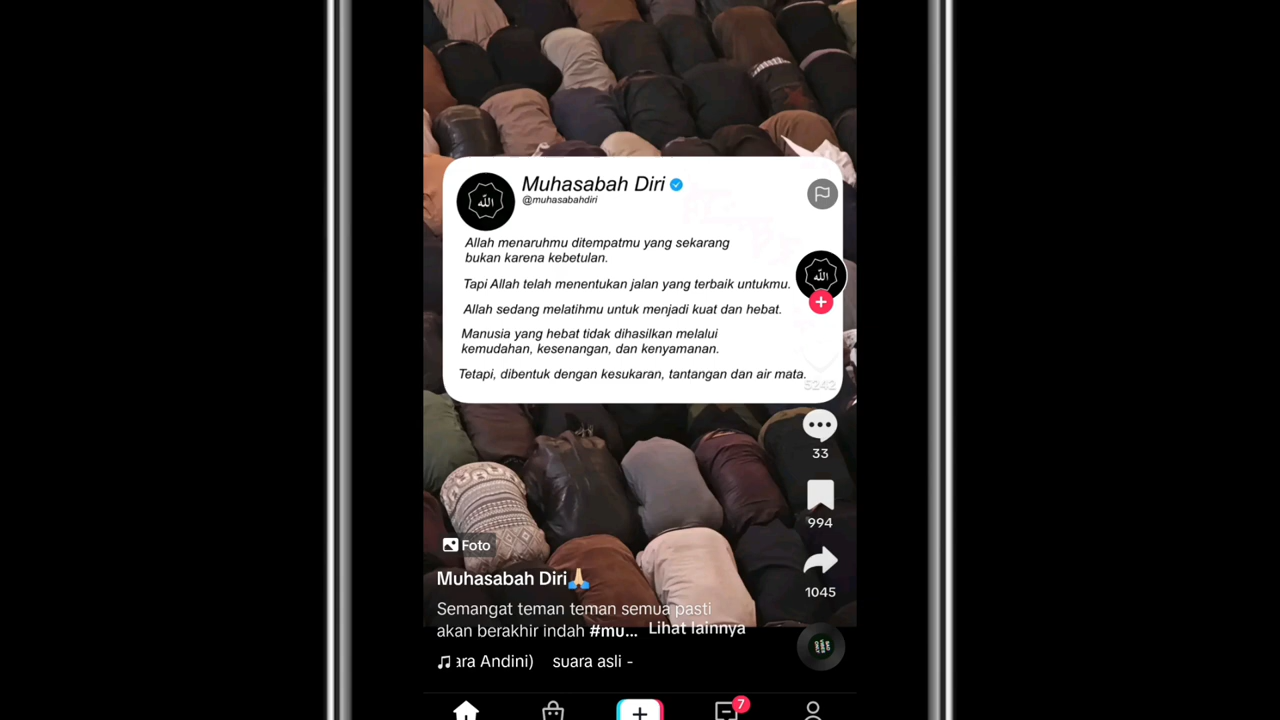 Muhasabah Diri
@muhasabahdiri
الله
Allah menaruhmu ditempatmu yang sekarang
bukan karena kebetulan.
Tapi Allah telah menentukan jalan yang terbaik untukmu.
الله
Allah sedang melatihmu untuk menjadi kuat dan hebat.
Manusia yang hebat tidak dihasilkan melalui
kemudahan, kesenangan, dan kenyamanan.
Tetapi, dibentuk dengan kesukaran, tantangan dan air mata.
5242
33
994
Foto
Muhasabah Diri🙏🏼
1045
Semangat teman teman semua pasti
akan berakhir indah #mu... Lihat lainnya
ara Andini) suara asli -
7